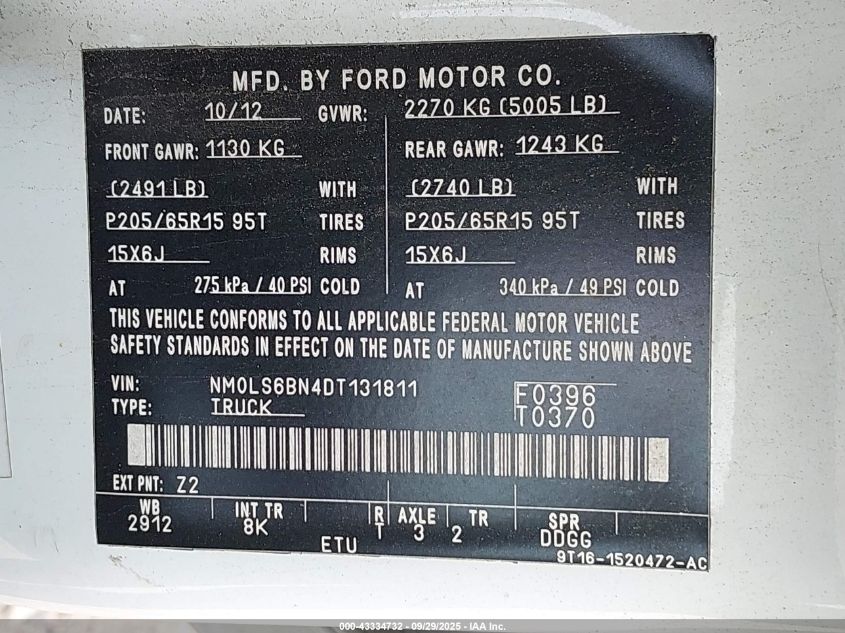 MFD. BY FORD MOTOR CO.
DATE: 10/12 GVWR: 2270 KG (5005 LB)
FRONT GAWR: 1130 KG REAR GAWR: 1243 KG
(2491 LB) WITH (2740 LB) WITH
P205/65R15 95T TIRES P205/65R15 95T TIRES
15X6J RIMS 15X6J RIMS
AT 275 kPa / 40 PSI COLD AT 340 kPa / 49 PSI COLD
THIS VEHICLE CONFORMS TO ALL APPLICABLE FEDERAL MOTOR VEHICLE
SAFETY STANDARDS IN EFFECT ON THE DATE OF MANUFACTURE SHOWN ABOVE
VIN: NM0LS6BN4DT131811 F0396
TYPE: TRUCK T0370
EXT PNT: Z2
WB INT TR R AXLE TR SPR
2912 8K T 3 2 DDGG
ETU 9T16-1520472-AC
000-43334732 - 09/29/2025 - IAA Inc.